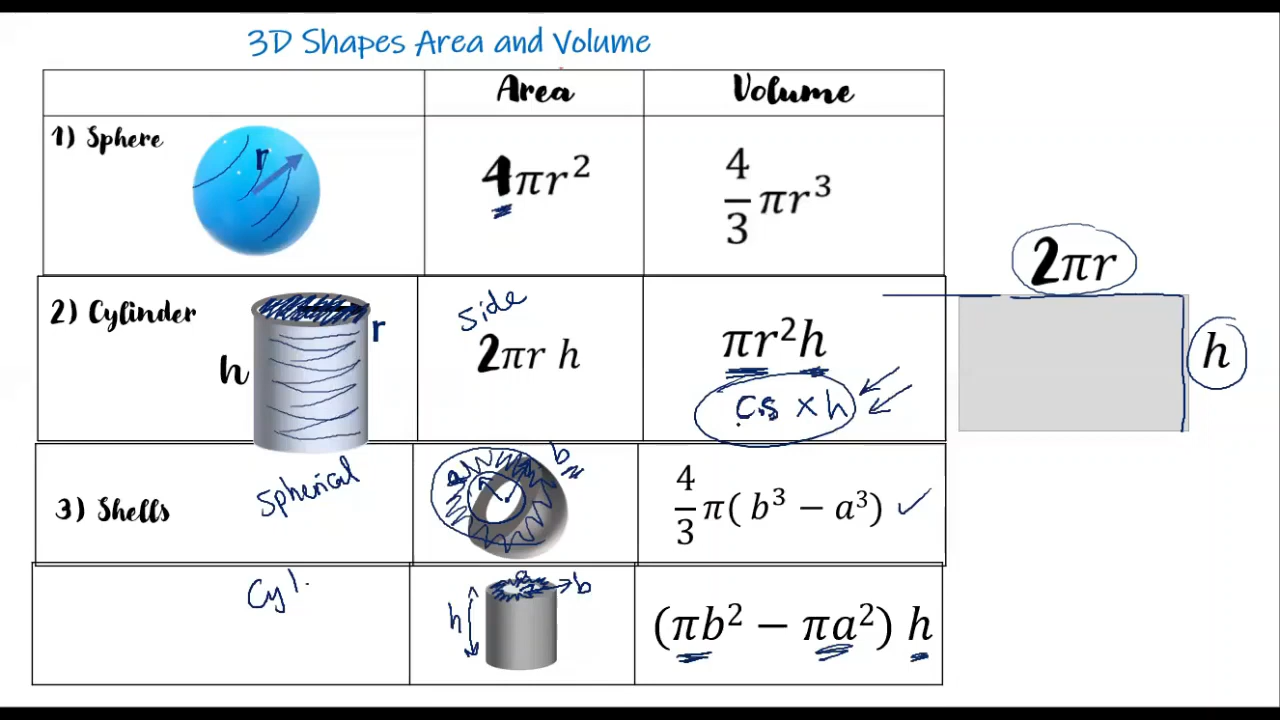 3D Shapes Area and Volume
Area Volume
1) Sphere r 4πr² 4/3 πr³
2πr
2) Cylinder r h side 2πr h πr²h h
c.s × h
3) Shells spherical a b 4/3 π( b³ − a³)
Cyl. h a b (πb² − πa²) h